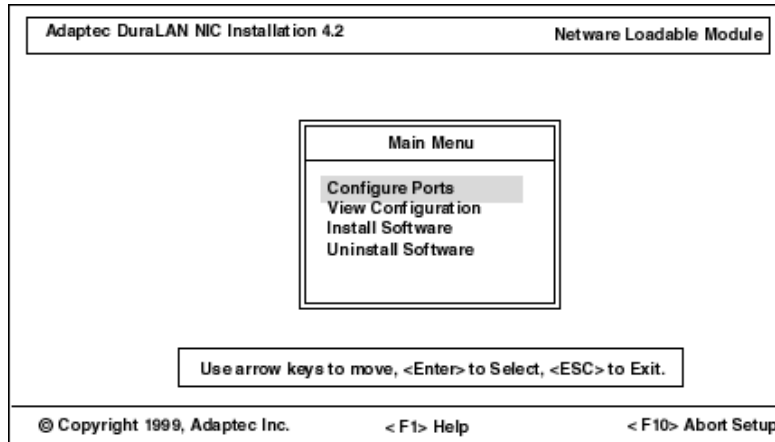 Adaptec DuraLAN NIC Installation 4.2 Netware Loadable Module
Main Menu
Configure Ports
View Configuration
Install Software
Uninstall Software
Use arrow keys to move, <Enter> to Select, <ESC> to Exit.
© Copyright 1999, Adaptec Inc. < F1> Help < F10> Abort Setup